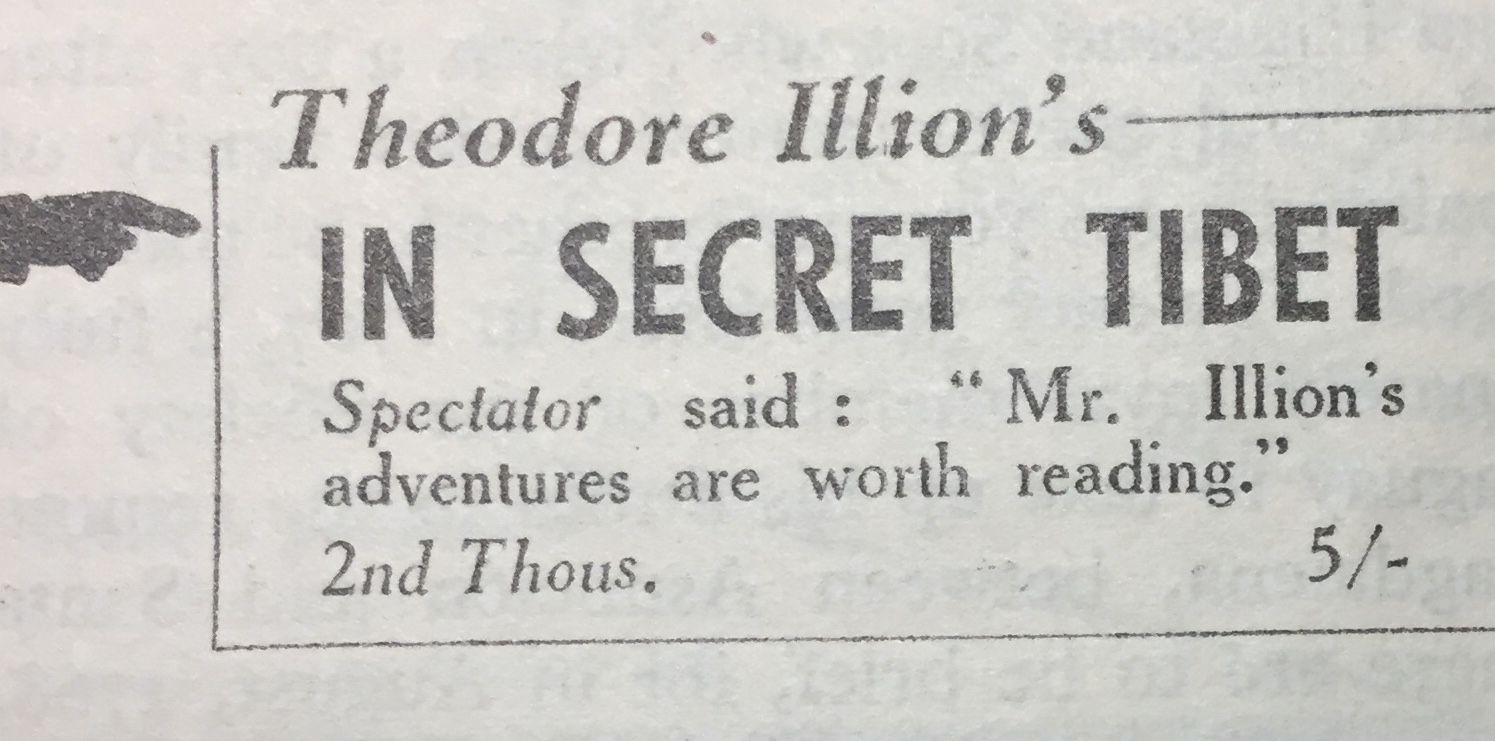 Theodore Illion's
IN SECRET TIBET
Spectator said : “ Mr. Illion's
adventures are worth reading.”
2nd Thous. 5/-